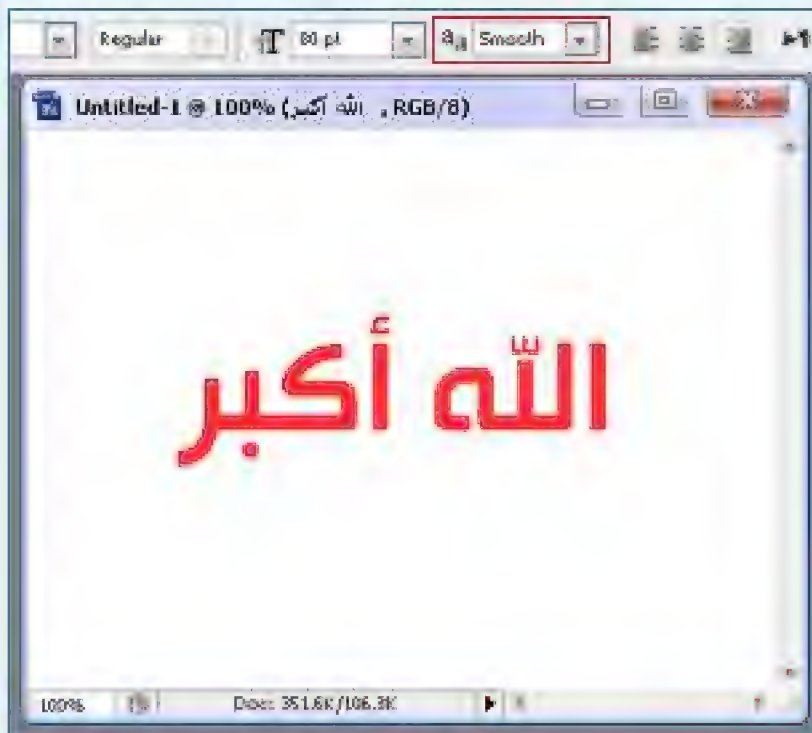 Regular T 80 pt aa Smooth
Untitled-1 @ 100% (الله أكبر , RGB/8)
الله أكبر
100% Doc: 351.6K/106.3K